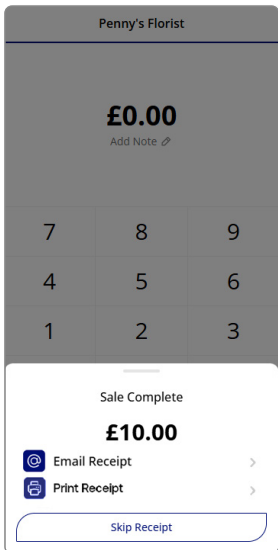 Penny's Florist
£0.00
Add Note
7 8 9
4 5 6
1 2 3
Sale Complete
£10.00
Email Receipt
Print Receipt
Skip Receipt